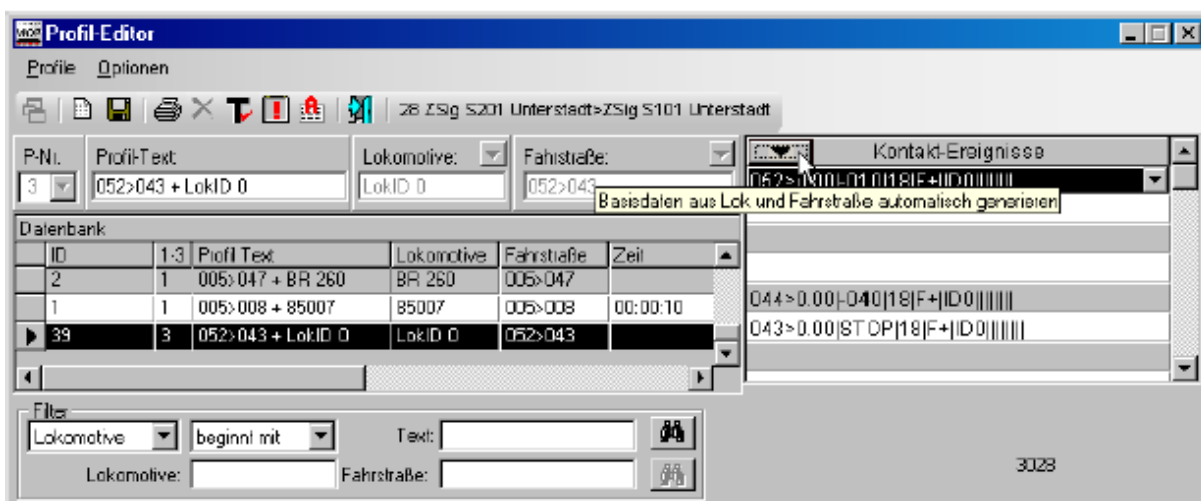 Profil-Editor
Profile Optionen
28 ZSig S201 Unterstadt>ZSig S101 Unterstadt
P-Nr. Profil-Text: Lokomotive: Fahrstraße: Kontakt-Ereignisse
3 052>043 + LokID 0 LokID 0 052>043
Basisdaten aus Lok und Fahrstraße automatisch generieren
Datenbank
ID 1-3 Profil Text Lokomotive Fahrstraße Zeit
2 1 005>047 + BR 260 BR 260 005>047
1 1 005>008 + 85007 85007 005>008 00:00:10
39 3 052>043 + LokID 0 LokID 0 052>043
044>0.00|-040|18|F+|ID0|||||||
043>0.00|STOP|18|F+|ID0|||||||
Filter
Lokomotive beginnt mit Text:
Lokomotive: Fahrstraße:
3028